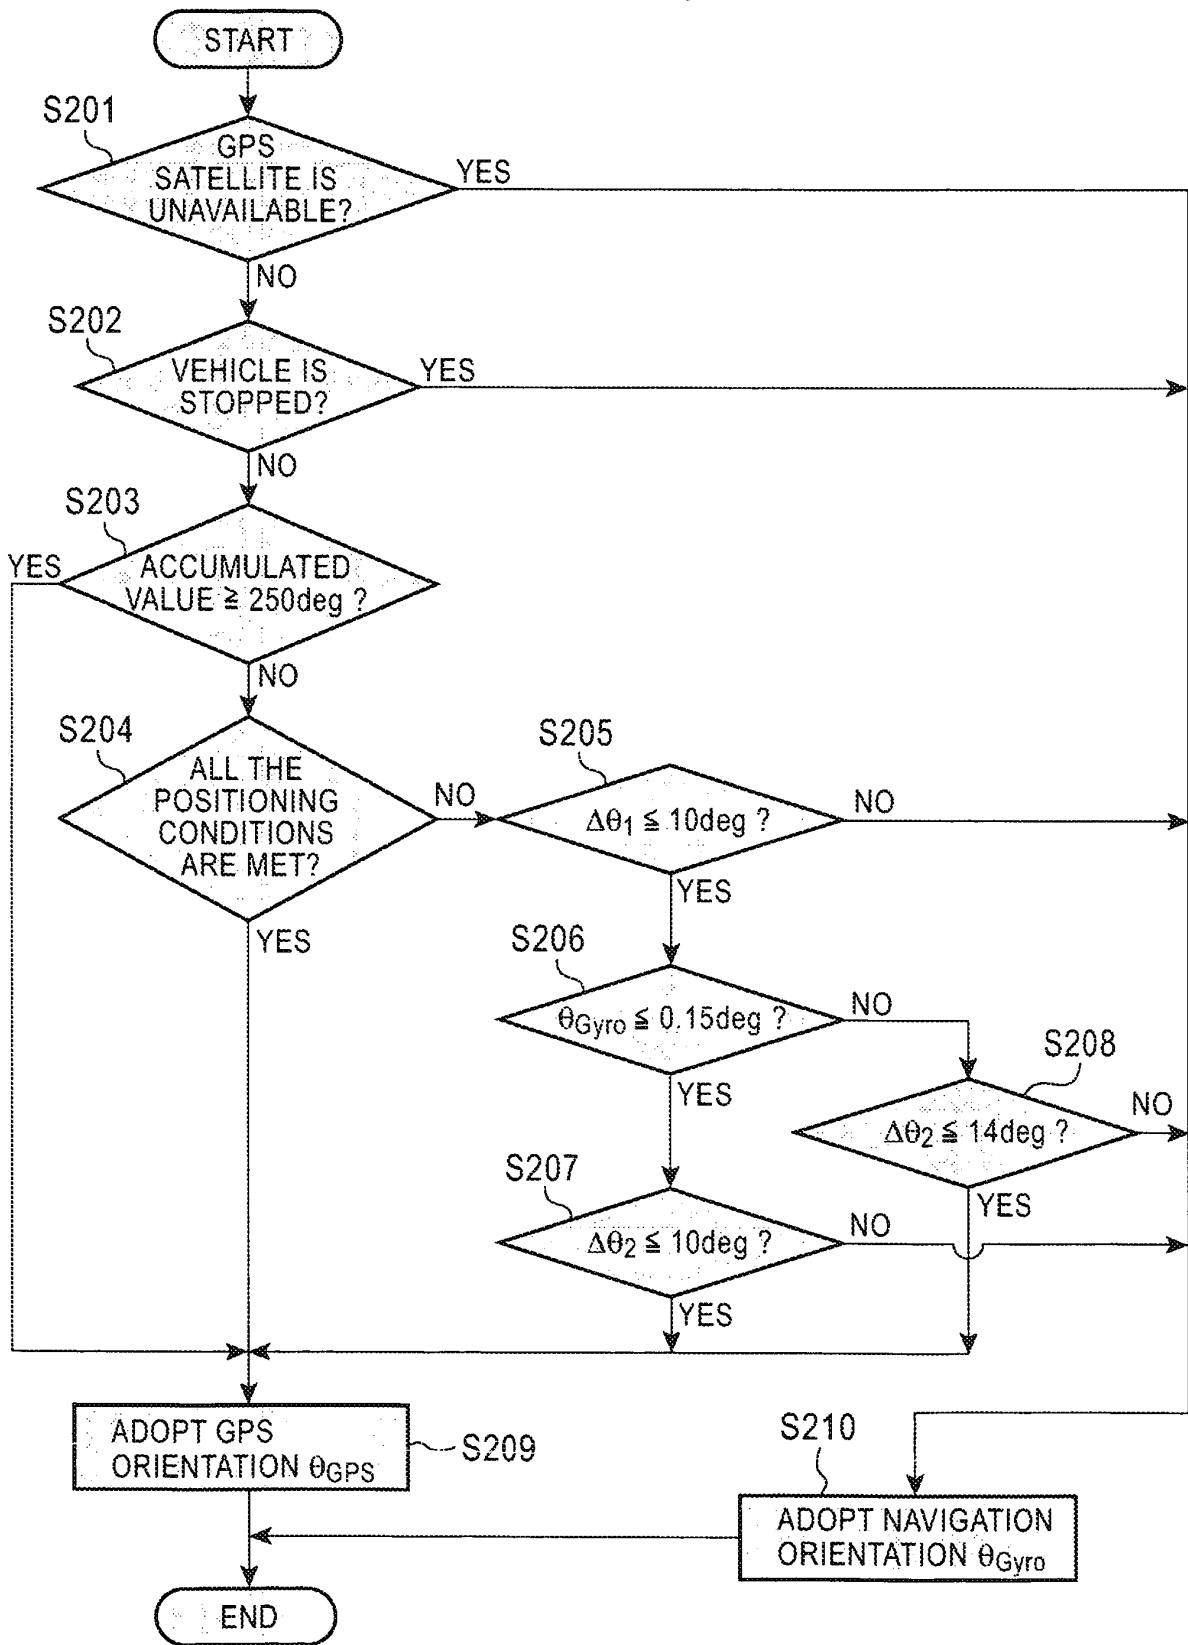 START
S201
GPS
SATELLITE IS
UNAVAILABLE?
YES
NO
S202
VEHICLE IS
STOPPED?
YES
NO
S203
YES
ACCUMULATED
VALUE ≧ 250deg ?
NO
S204
ALL THE
POSITIONING
CONDITIONS
ARE MET?
NO
YES
S205
Δθ1 ≦ 10deg ?
NO
YES
S206
θGyro ≦ 0.15deg ?
NO
YES
S208
Δθ2 ≦ 14deg ?
NO
YES
S207
Δθ2 ≦ 10deg ?
NO
YES
ADOPT GPS
ORIENTATION θGPS
S209
S210
ADOPT NAVIGATION
ORIENTATION θGyro
END